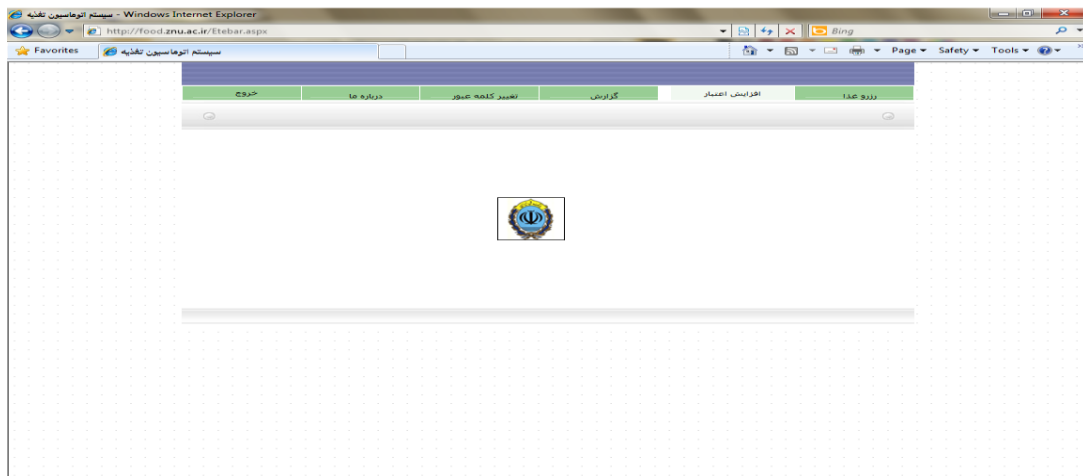 سیستم اتوماسیون تغذیه - Windows Internet Explorer
http://food.znu.ac.ir/Etebar.aspx
Bing
Favorites
سیستم اتوماسیون تغذیه
Page
Safety
Tools
رزرو غذا
افزایش اعتبار
گزارش
تغییر کلمه عبور
درباره ما
خروج